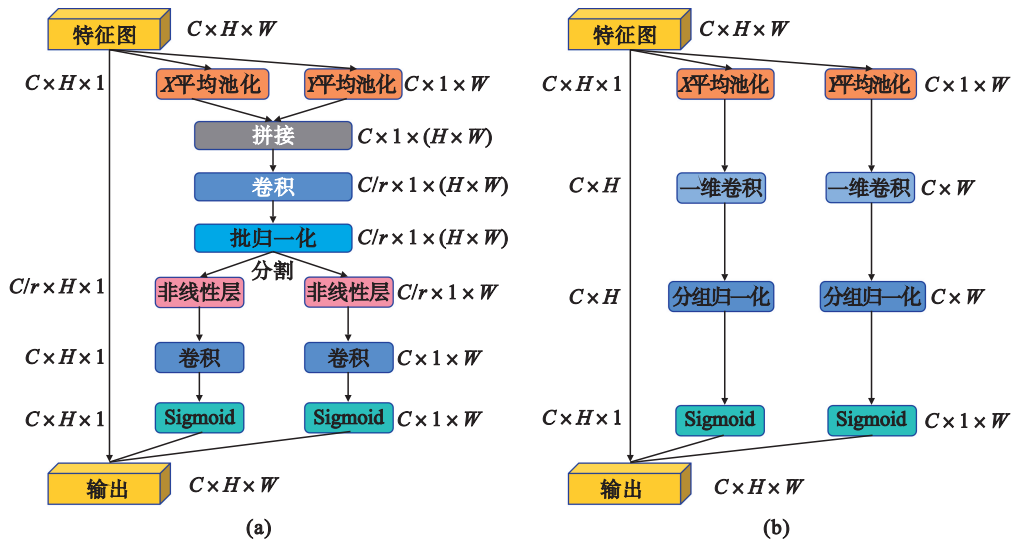 特征图 C×H×W
C×H×1 X平均池化 Y平均池化 C×1×W
拼接 C×1×(H×W)
卷积 C/r×1×(H×W)
批归一化 C/r×1×(H×W)
分割
C/r×H×1 非线性层 非线性层 C/r×1×W
C×H×1 卷积 卷积 C×1×W
C×H×1 Sigmoid Sigmoid C×1×W
输出 C×H×W
(a)
特征图 C×H×W
C×H×1 X平均池化 Y平均池化 C×1×W
C×H 一维卷积 一维卷积 C×W
C×H 分组归一化 分组归一化 C×W
C×H×1 Sigmoid Sigmoid C×1×W
输出 C×H×W
(b)